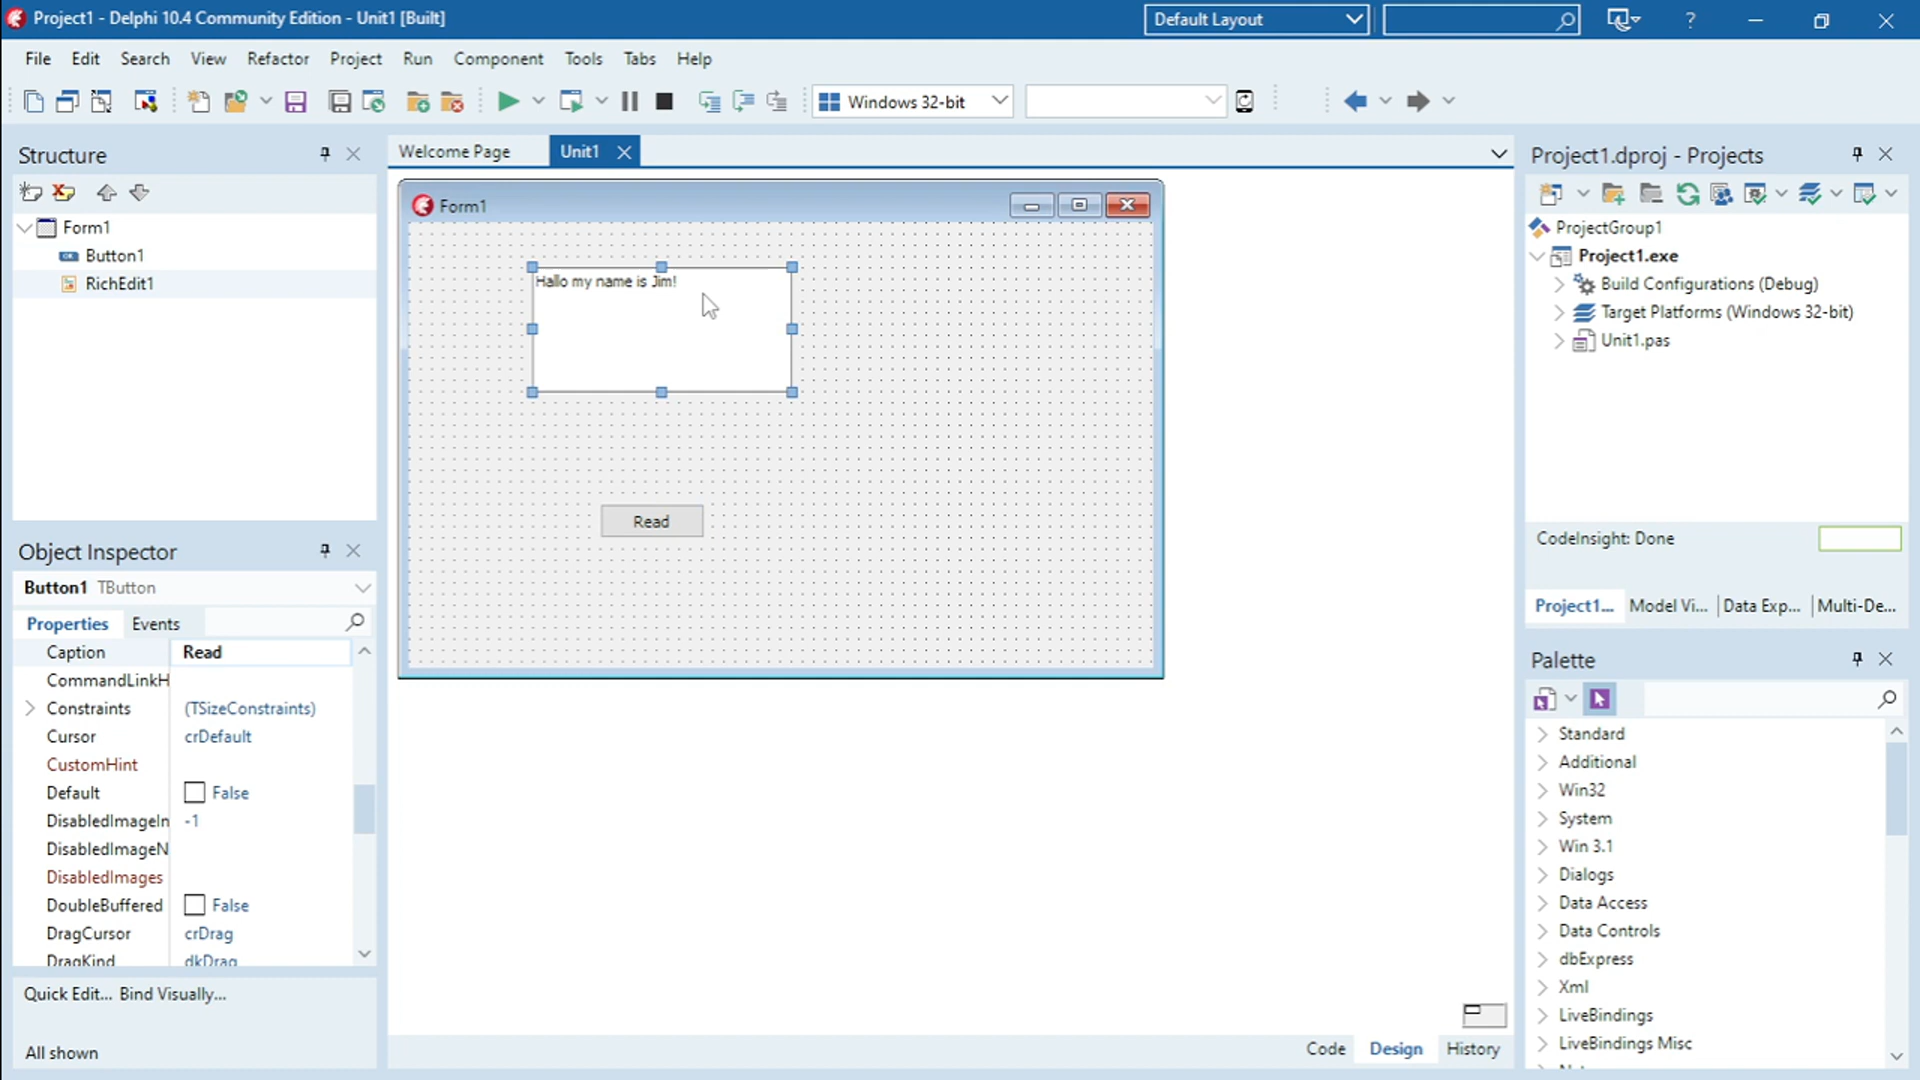 Project1 - Delphi 10.4 Community Edition - Unit1 [Built]
Default Layout
?
File Edit Search View Refactor Project Run Component Tools Tabs Help
Windows 32-bit
Structure
Form1
Button1
RichEdit1
Object Inspector
Button1 TButton
Properties Events
Caption Read
CommandLinkH
Constraints (TSizeConstraints)
Cursor crDefault
CustomHint
Default False
DisabledImageIn -1
DisabledImageN
DisabledImages
DoubleBuffered False
DragCursor crDrag
DragKind dkDrag
Quick Edit... Bind Visually...
All shown
Welcome Page Unit1
Form1
Hallo my name is Jim!
Read
Code Design History
Project1.dproj - Projects
ProjectGroup1
Project1.exe
Build Configurations (Debug)
Target Platforms (Windows 32-bit)
Unit1.pas
CodeInsight: Done
Project1... Model Vi... Data Exp... Multi-De...
Palette
Standard
Additional
Win32
System
Win 3.1
Dialogs
Data Access
Data Controls
dbExpress
Xml
LiveBindings
LiveBindings Misc